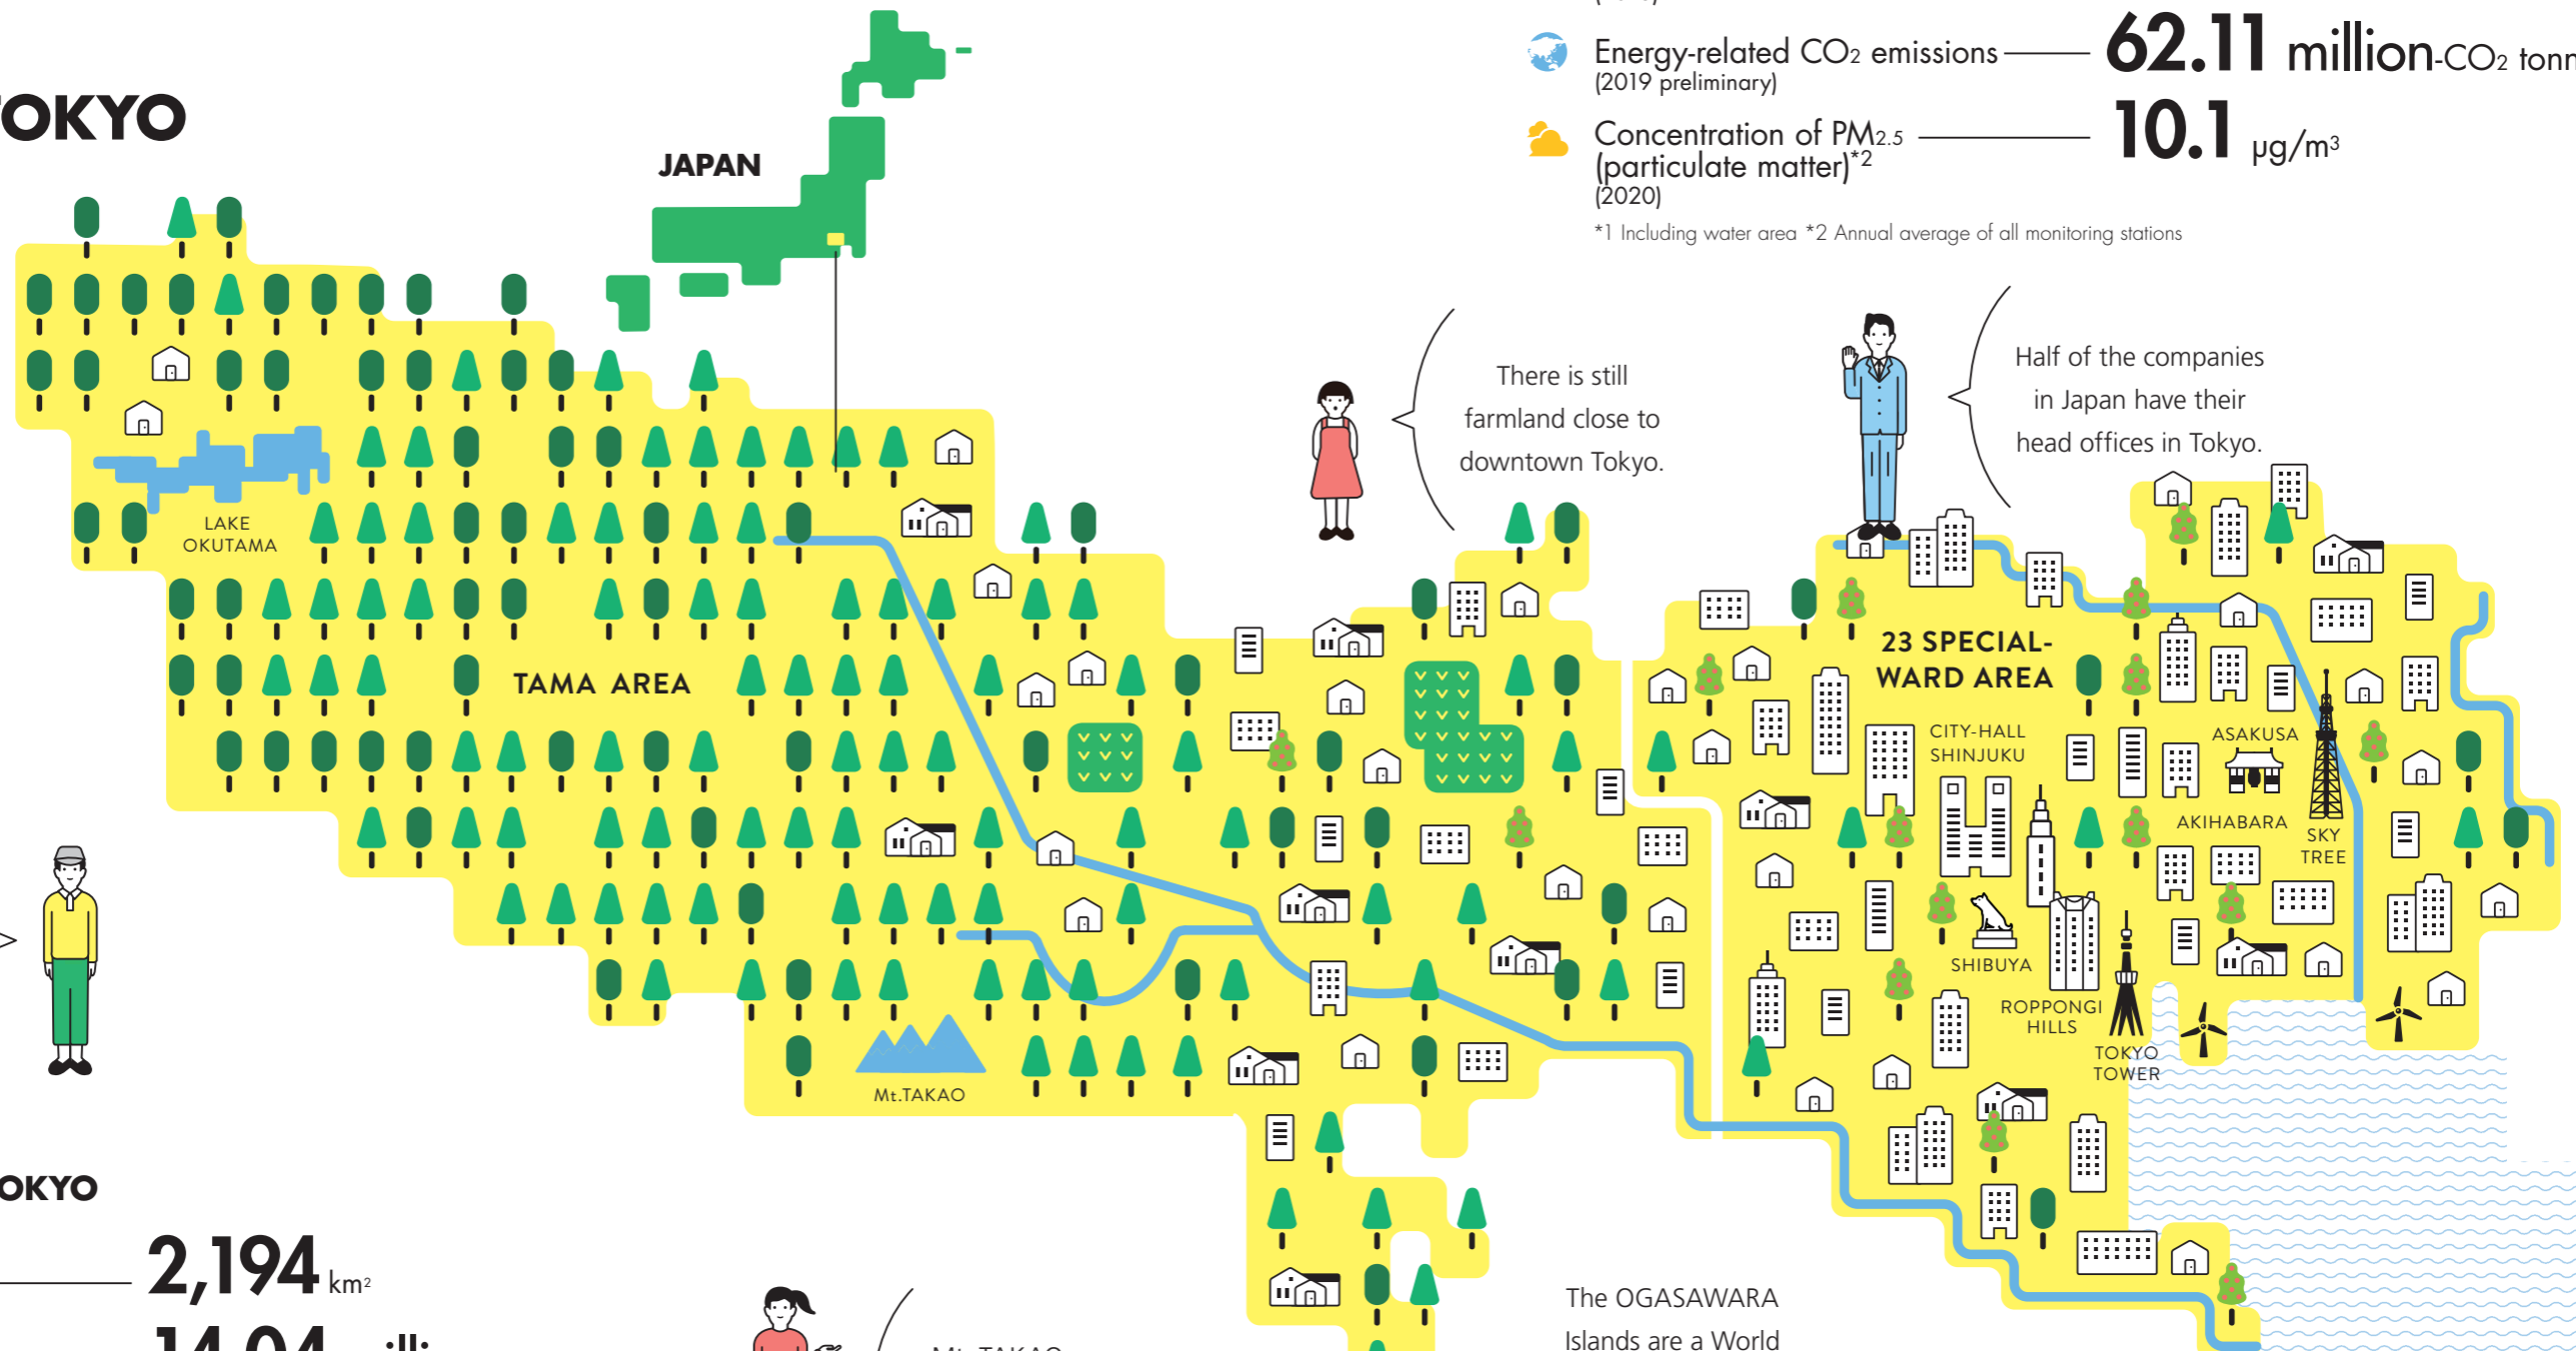 Energy-related CO2 emissions 62.11 million-CO2
(2019 preliminary)
Concentration of PM2.5 10.1 µg/m3
(particulate matter)*2
(2020)
*1 Including water area *2 Annual average of all monitoring stations
OKYO
JAPAN
There is still
farmland close to
downtown Tokyo.
Half of the companies
in Japan have their
head offices in Tokyo.
LAKE
OKUTAMA
TAMA AREA
23 SPECIAL-
WARD AREA
CITY-HALL
SHINJUKU
ASAKUSA
AKIHABARA
SKY
TREE
SHIBUYA
ROPPONGI
HILLS
TOKYO
TOWER
Mt.TAKAO
OKYO
2,194 km2
14.04
Mt. TAKAO
The OGASAWARA
Islands are a World